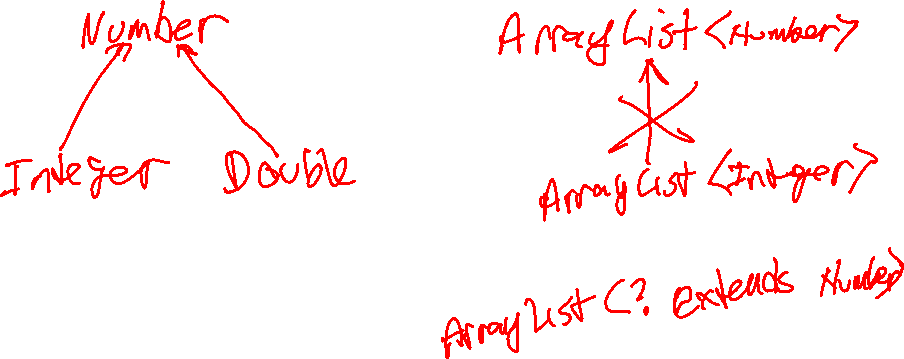 Number
Integer Double
ArrayList <Number>
ArrayList <Integer>
ArrayList <? extends Number>